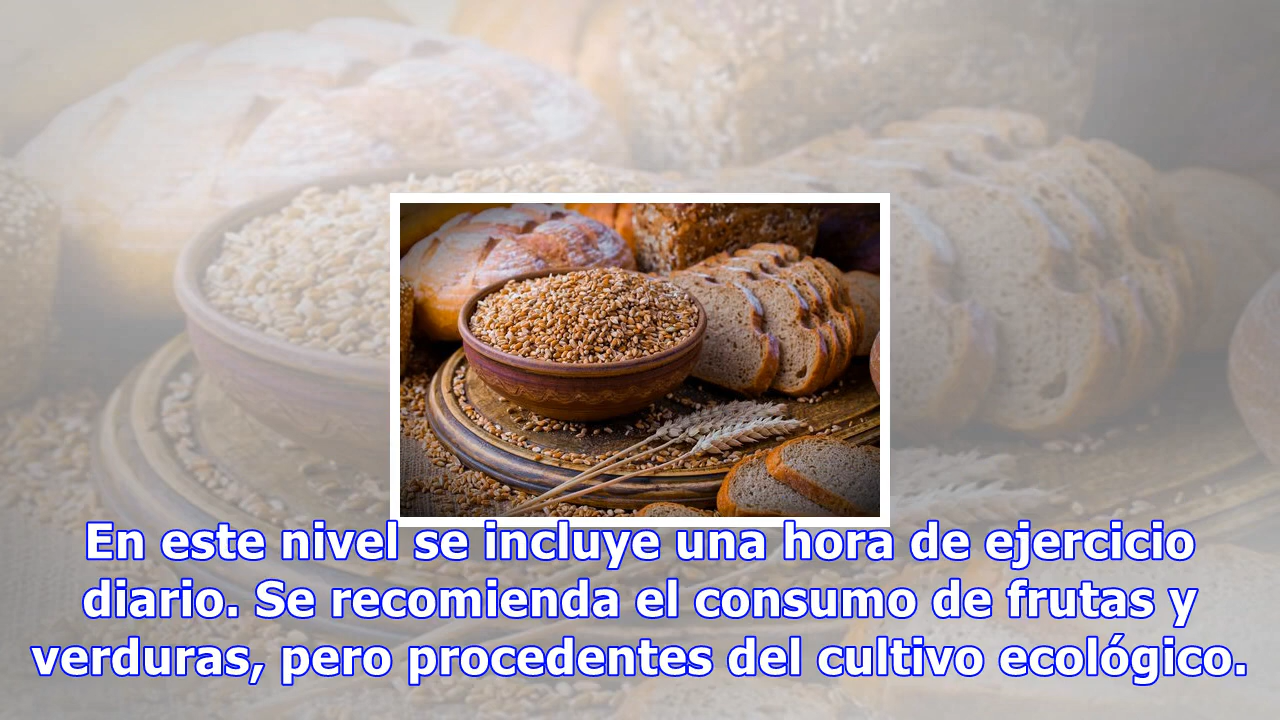 En este nivel se incluye una hora de ejercicio
diario. Se recomienda el consumo de frutas y
verduras, pero procedentes del cultivo ecológico.